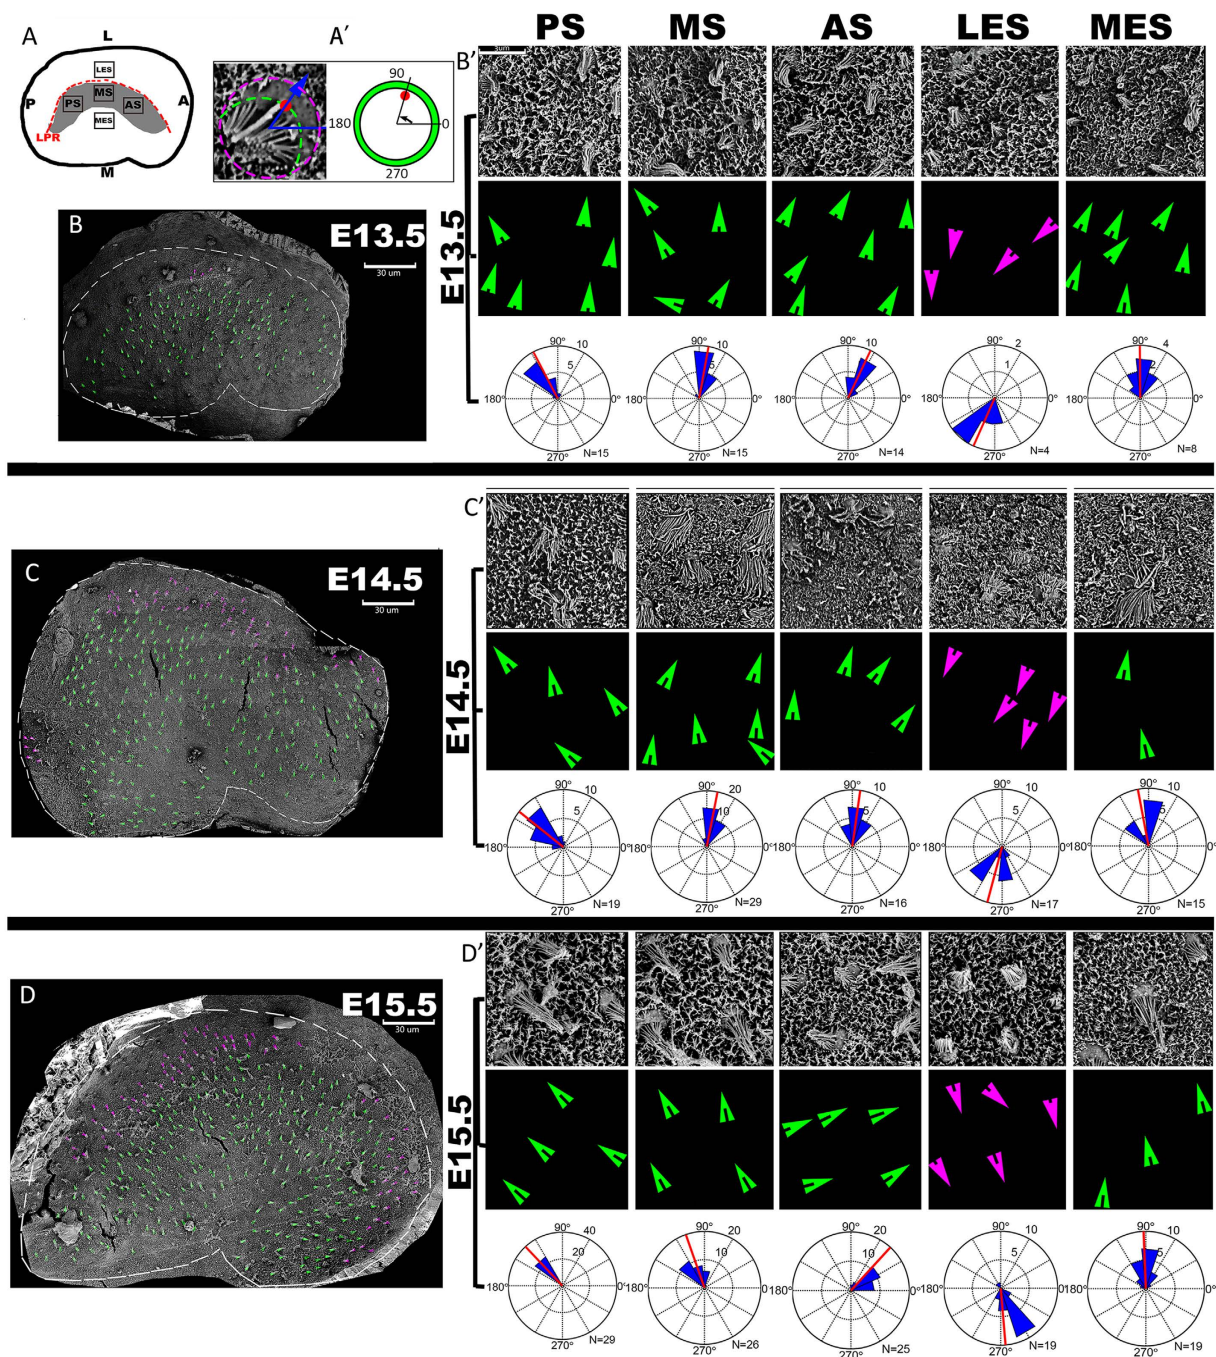 PS MS AS LES MES
A L A′
LES
MS
PS AS
P A
MES
LPR
M
90
180 0
270
B′ 3um
B E13.5
30 um
E13.5
90° 10 5 180° 270° N=15
90° 10 5 180° 270° N=15
90° 10 5 180° 0° 270° N=14
90° 2 1 180° 0° 270° N=4
90° 4 2 180° 0° 270° N=8
C′
C E14.5
30 um
E14.5
90° 10 5 180° 270° N=19
90° 20 10 180° 270° N=29
90° 10 5 180° 270° N=16
90° 10 5 180° 0° 270° N=17
90° 10 5 180° 0° 270° N=15
D′
D E15.5
30 um
E15.5
90° 40 20 180° 0° 270° N=29
90° 20 10 180° 0 270° N=26
90° 20 10 180° 0 270° N=25
90° 10 5 180° 0 270° N=19
90° 10 5 180° 0° 270° N=19